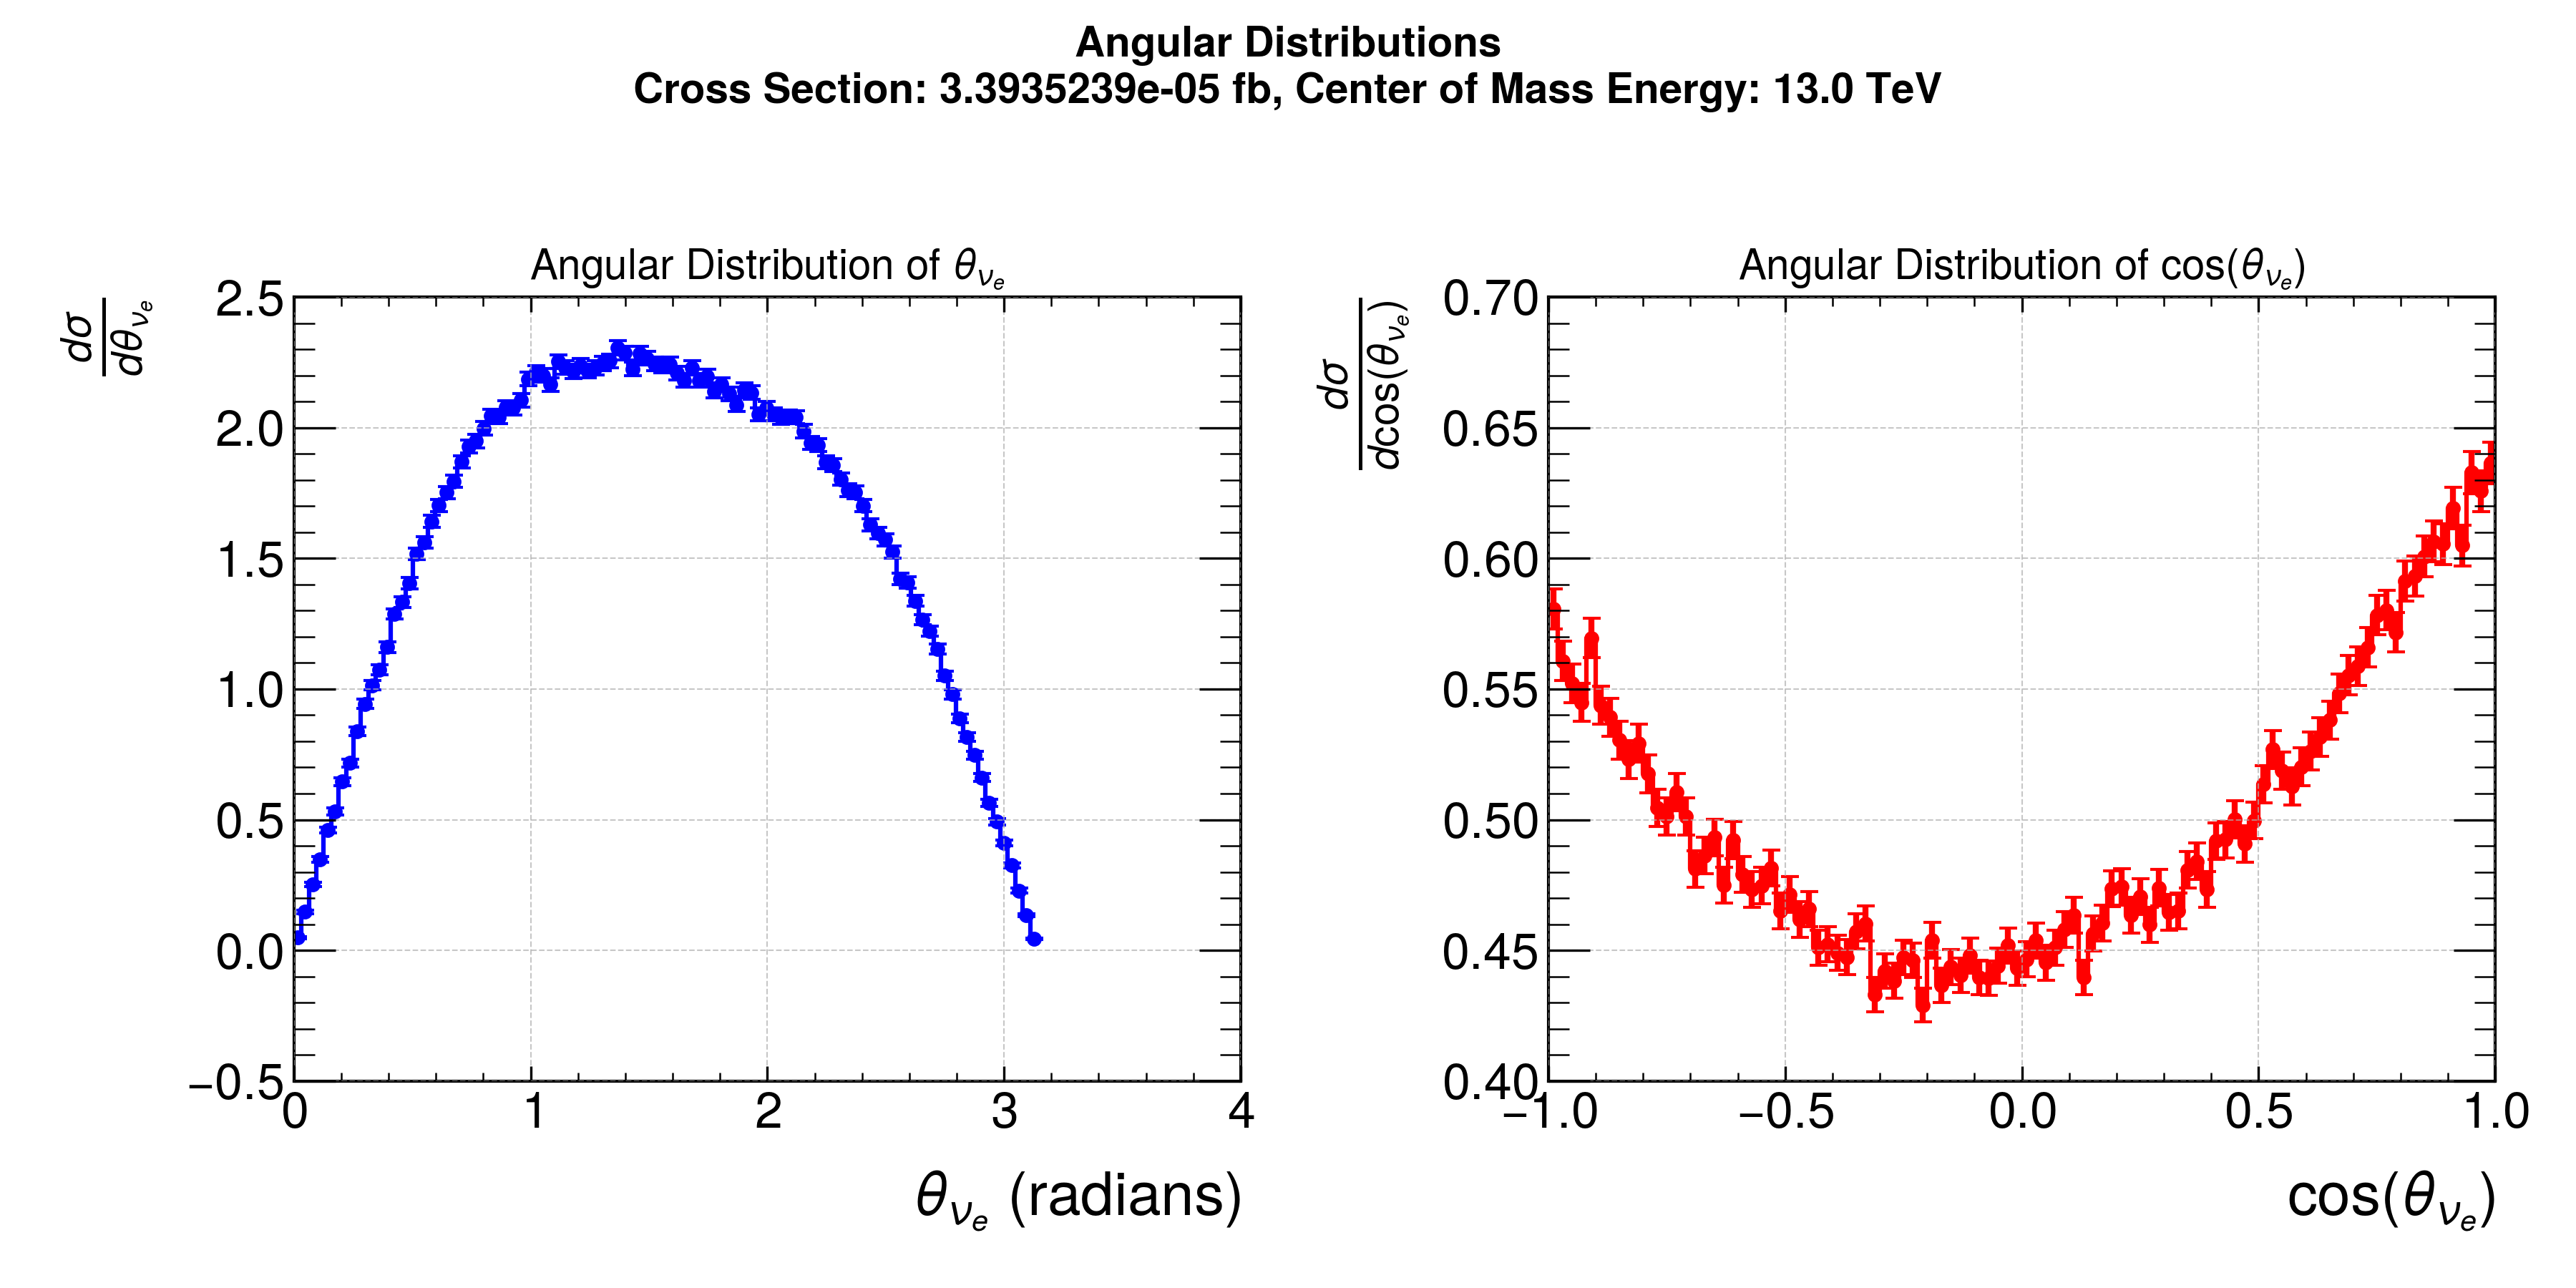 Angular Distributions
Cross Section: 3.3935239e-05 fb, Center of Mass Energy: 13.0 TeV
Angular Distribution of θνe
dσ
dθνe
2.5
2.0
1.5
1.0
0.5
0.0
−0.5
0 1 2 3 4
θνe (radians)
Angular Distribution of cos(θνe)
dσ
dcos(θνe)
0.70
0.65
0.60
0.55
0.50
0.45
0.40
−1.0 −0.5 0.0 0.5 1.0
cos(θνe)